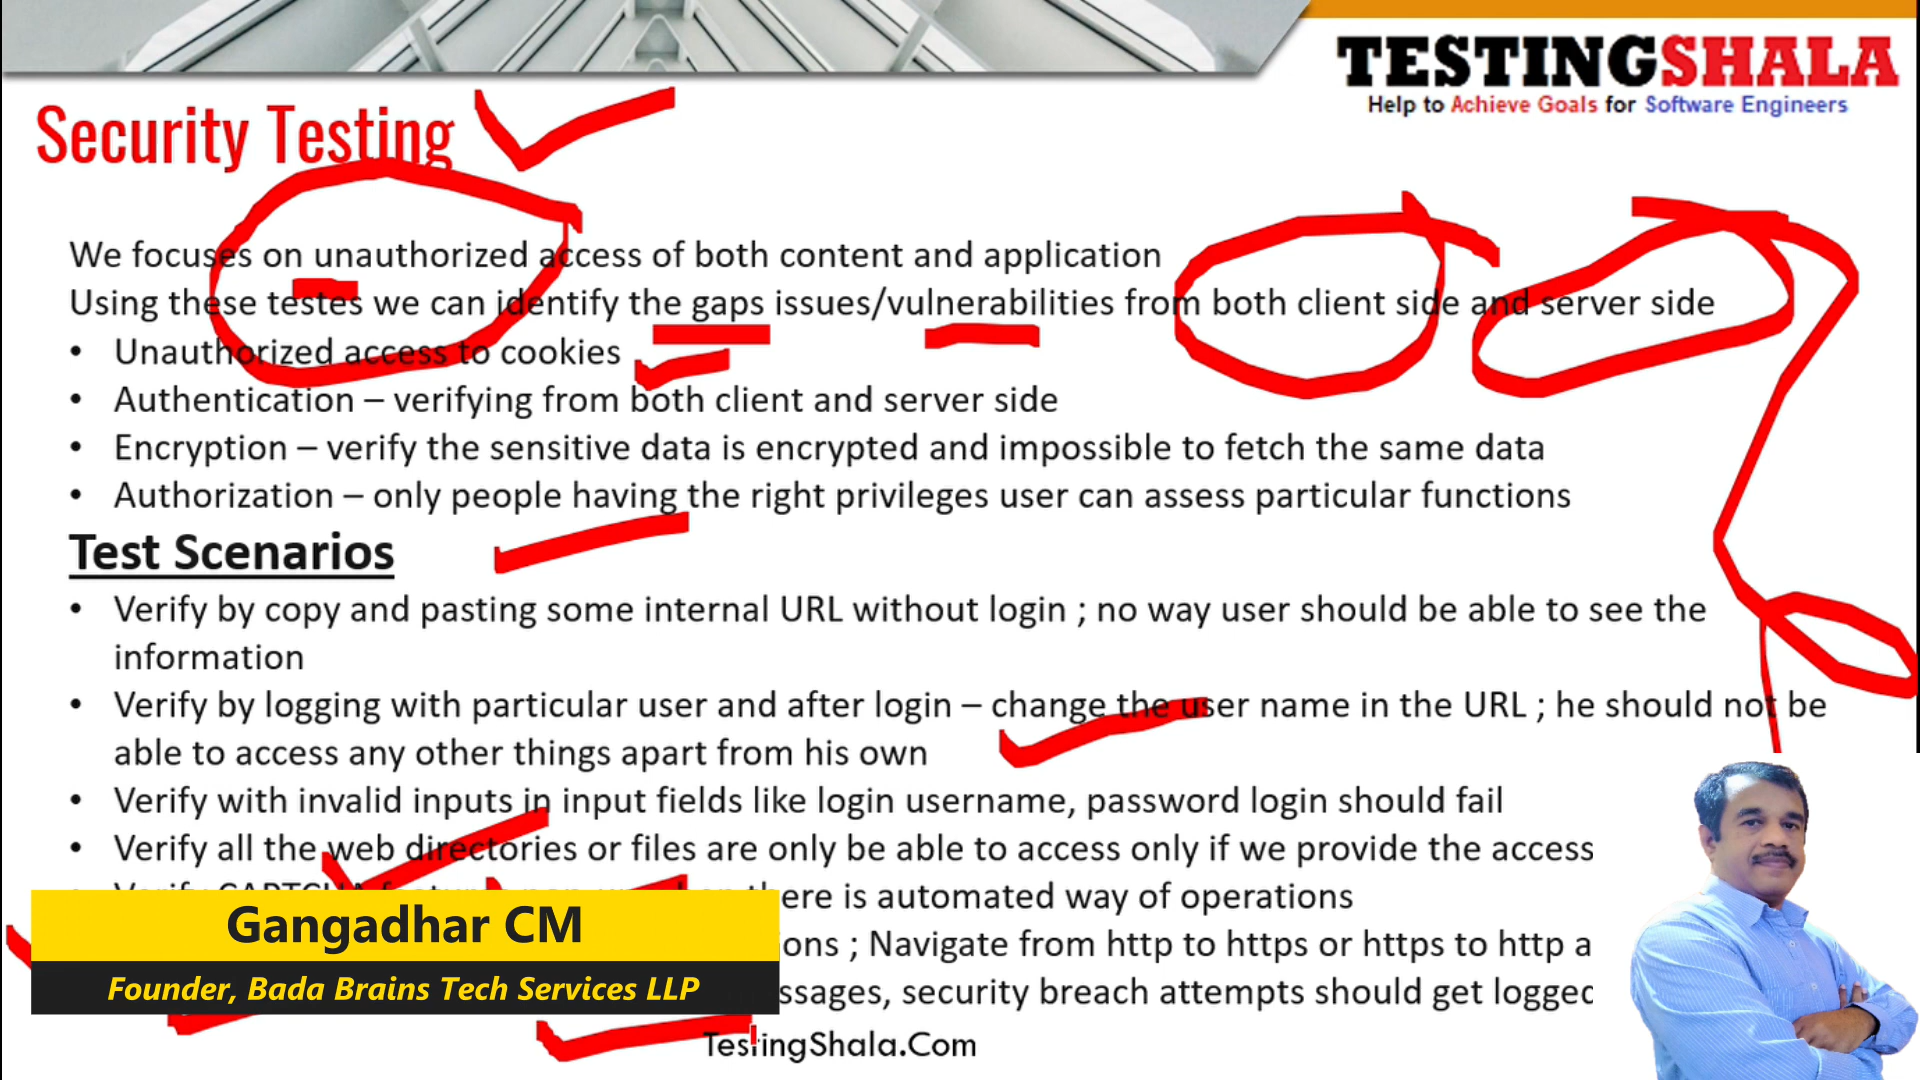 TESTINGSHALA
Help to Achieve Goals for Software Engineers
Security Testing
We focuses on unauthorized access of both content and application
Using these testes we can identify the gaps issues/vulnerabilities from both client side and server side
• Unauthorized access to cookies
• Authentication – verifying from both client and server side
• Encryption – verify the sensitive data is encrypted and impossible to fetch the same data
• Authorization – only people having the right privileges user can assess particular functions
Test Scenarios
• Verify by copy and pasting some internal URL without login ; no way user should be able to see the
information
• Verify by logging with particular user and after login – change the user name in the URL ; he should not be
able to access any other things apart from his own
• Verify with invalid inputs in input fields like login username, password login should fail
• Verify all the web directories or files are only be able to access only if we provide the access
Verify CAPTCHA there is automated way of operations
; Navigate from http to https or https to http
security breach attempts should get logged
Gangadhar CM
Founder, Bada Brains Tech Services LLP
TestingShala.Com